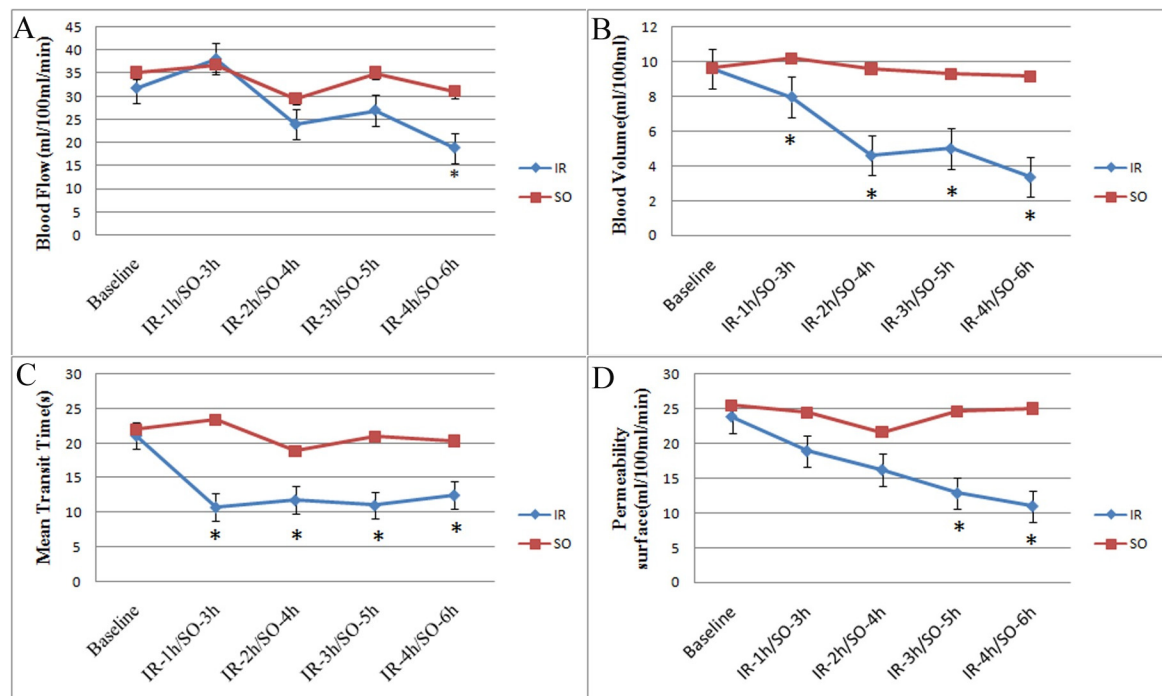 A
Blood Flow (ml/100ml/min)
45
40
35
30
25
20
15
10
5
0
*
IR
SO
Baseline
IR-1h/SO-3h
IR-2h/SO-4h
IR-3h/SO-5h
IR-4h/SO-6h
B
Blood Volume(ml/100ml)
12
10
8
6
4
2
0
*
*
*
*
IR
SO
Baseline
IR-1h/SO-3h
IR-2h/SO-4h
IR-3h/SO-5h
IR-4h/SO-6h
C
Mean Transit Time(s)
30
25
20
15
10
5
0
*
*
*
*
IR
SO
Baseline
IR-1h/SO-3h
IR-2h/SO-4h
IR-3h/SO-5h
IR-4h/SO-6h
D
Permeability
surface(ml/100ml/min)
30
25
20
15
10
5
0
*
*
IR
SO
Baseline
IR-1h/SO-3h
IR-2h/SO-4h
IR-3h/SO-5h
IR-4h/SO-6h